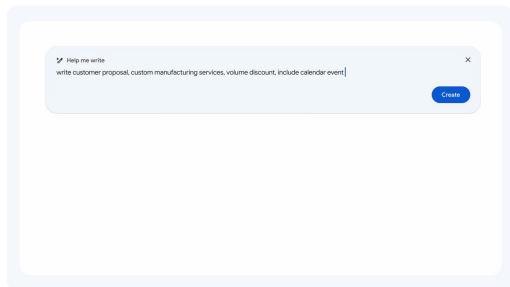 Help me write
write customer proposal, custom manufacturing services, volume discount, include calendar event
Create